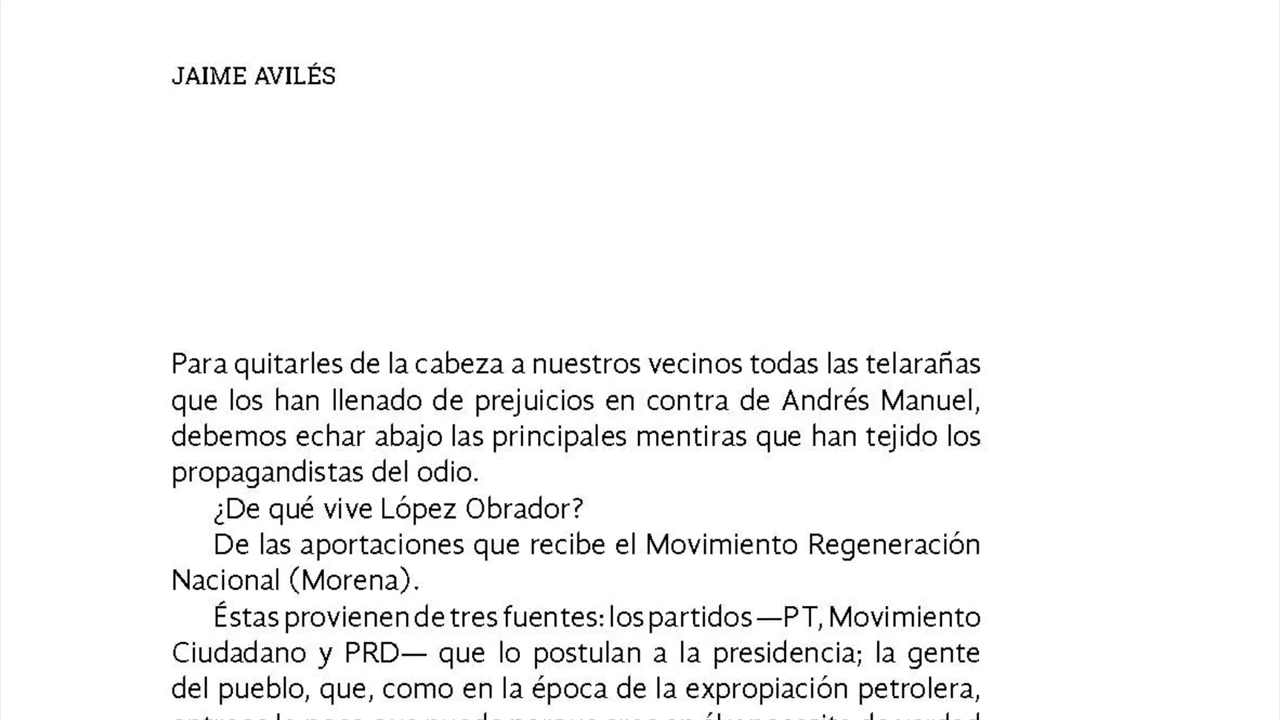 JAIME AVILÉS
Para quitarles de la cabeza a nuestros vecinos todas las telarañas
que los han llenado de prejuicios en contra de Andrés Manuel,
debemos echar abajo las principales mentiras que han tejido los
propagandistas del odio.
¿De qué vive López Obrador?
De las aportaciones que recibe el Movimiento Regeneración
Nacional (Morena).
Éstas provienen de tres fuentes: los partidos —PT, Movimiento
Ciudadano y PRD— que lo postulan a la presidencia; la gente
del pueblo, que, como en la época de la expropiación petrolera,